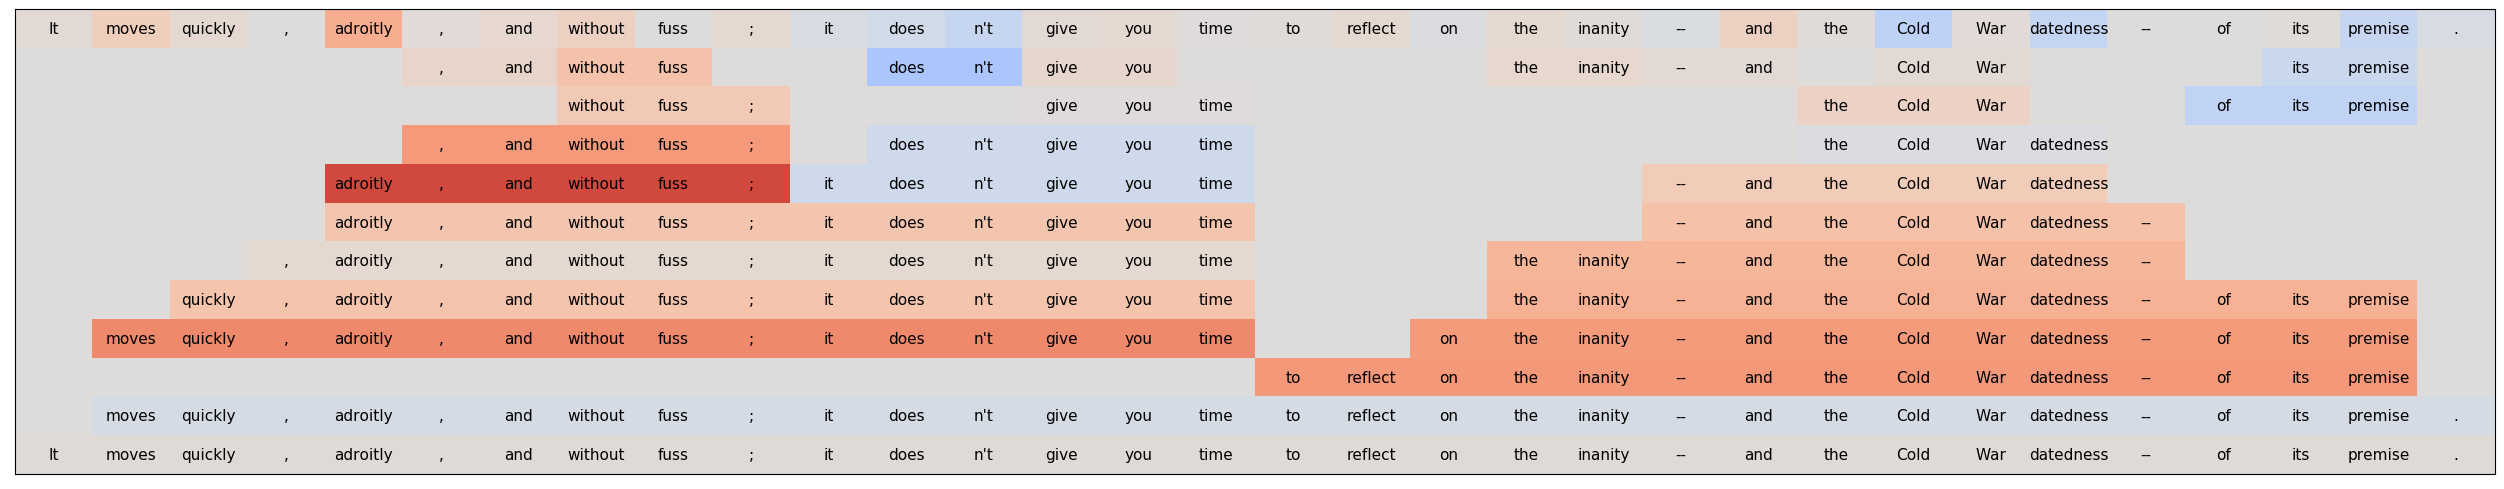 It moves quickly , adroitly , and without fuss ; it does n't give you time to reflect on the inanity -- and the Cold War datedness -- of its premise .
, and without fuss does n't give you the inanity -- and Cold War its premise
without fuss ; give you time the Cold War of its premise
, and without fuss ; does n't give you time the Cold War datedness
adroitly , and without fuss ; it does n't give you time -- and the Cold War datedness
adroitly , and without fuss ; it does n't give you time -- and the Cold War datedness --
, adroitly , and without fuss ; it does n't give you time the inanity -- and the Cold War datedness --
quickly , adroitly , and without fuss ; it does n't give you time the inanity -- and the Cold War datedness -- of its premise
moves quickly , adroitly , and without fuss ; it does n't give you time on the inanity -- and the Cold War datedness -- of its premise
to reflect on the inanity -- and the Cold War datedness -- of its premise
moves quickly , adroitly , and without fuss ; it does n't give you time to reflect on the inanity -- and the Cold War datedness -- of its premise .
It moves quickly , adroitly , and without fuss ; it does n't give you time to reflect on the inanity -- and the Cold War datedness -- of its premise .